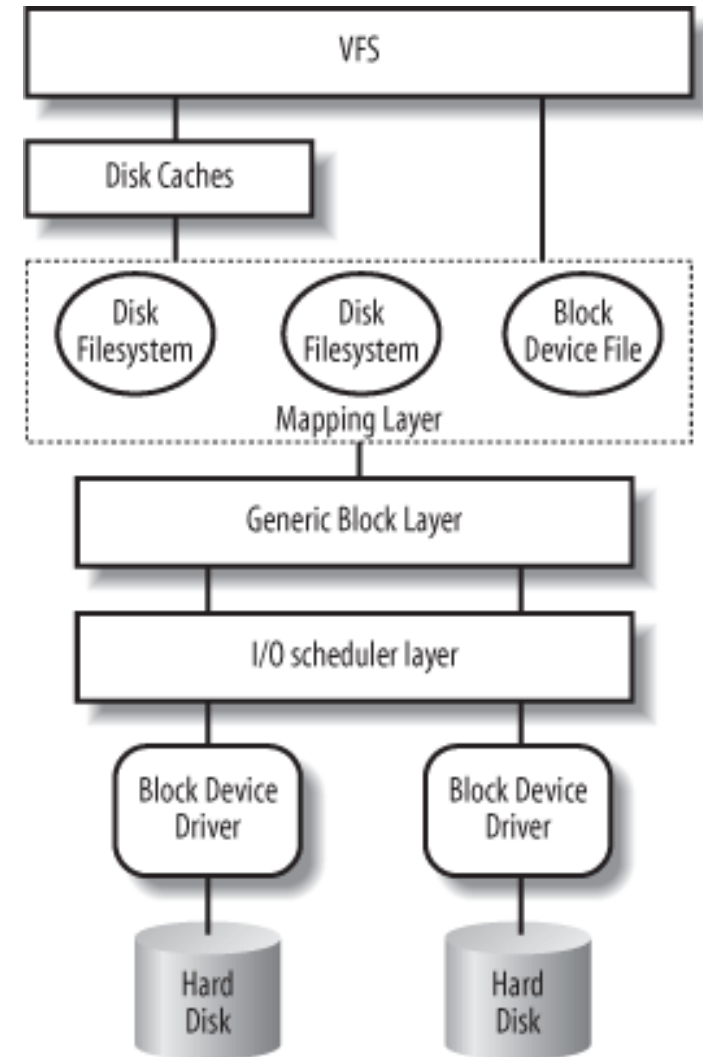 VFS
Disk Caches
Disk
Filesystem
Disk
Filesystem
Block
Device File
Mapping Layer
Generic Block Layer
I/O scheduler layer
Block Device
Driver
Block Device
Driver
Hard
Disk
Hard
Disk